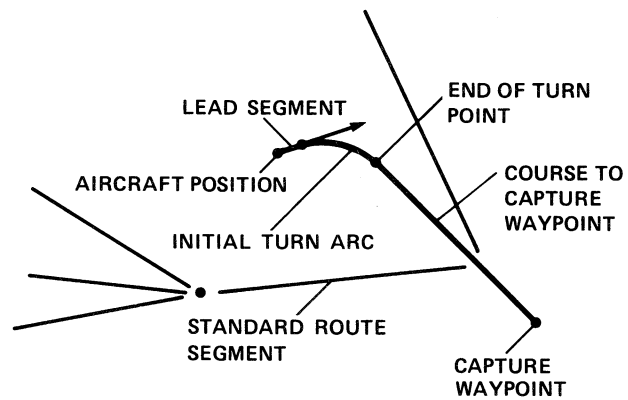 LEAD SEGMENT
END OF TURN
POINT
AIRCRAFT POSITION
COURSE TO
CAPTURE
WAYPOINT
INITIAL TURN ARC
STANDARD ROUTE
SEGMENT
CAPTURE
WAYPOINT